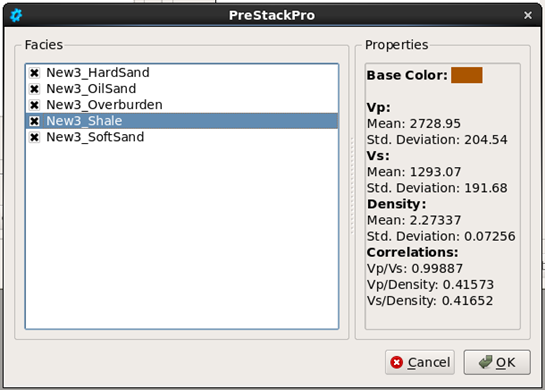 PreStackPro
Facies
New3_HardSand
New3_OilSand
New3_Overburden
New3_Shale
New3_SoftSand
Properties
Base Color:
Vp:
Mean: 2728.95
Std. Deviation: 204.54
Vs:
Mean: 1293.07
Std. Deviation: 191.68
Density:
Mean: 2.27337
Std. Deviation: 0.07256
Correlations:
Vp/Vs: 0.99887
Vp/Density: 0.41573
Vs/Density: 0.41652
Cancel
OK